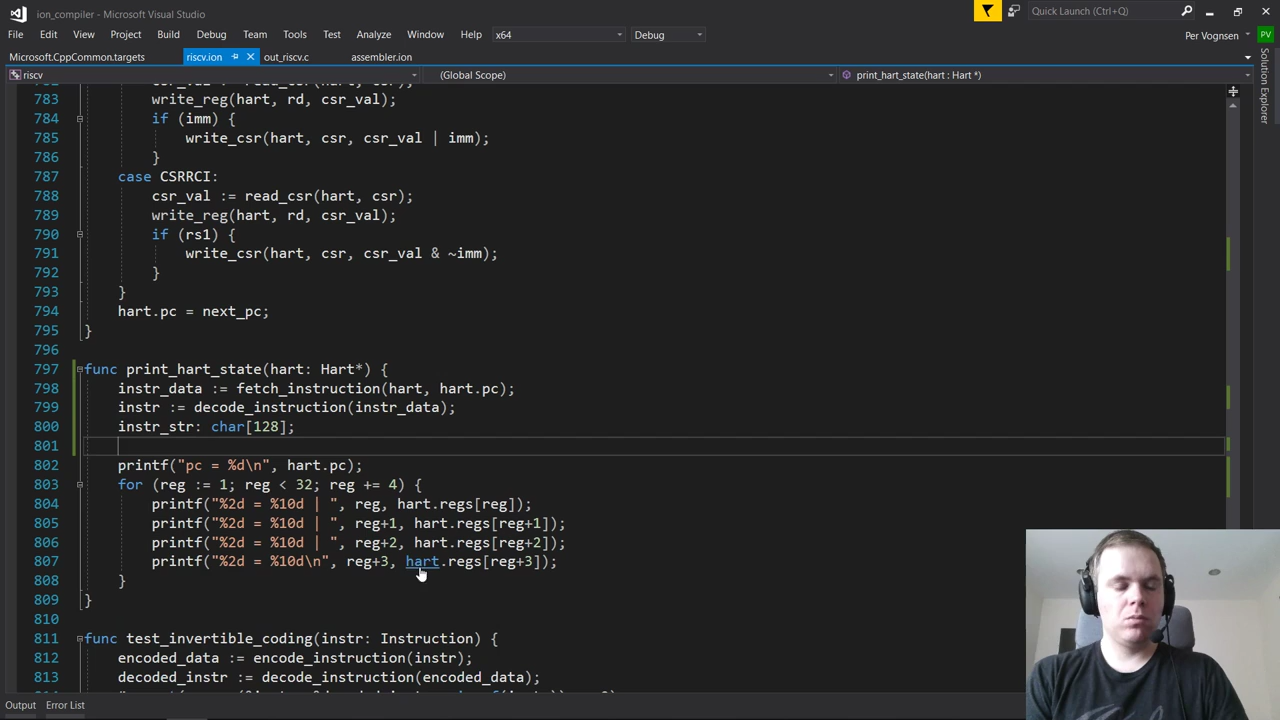 ion_compiler - Microsoft Visual Studio
Quick Launch (Ctrl+Q)
File Edit View Project Build Debug Team Tools Test Analyze Window Help x64 Debug
Per Vognsen PV
Microsoft.CppCommon.targets riscv.ion out_riscv.c assembler.ion
riscv (Global Scope) print_hart_state(hart : Hart *)
Solution Explorer
783 write_reg(hart, rd, csr_val);
784 if (imm) {
785 write_csr(hart, csr, csr_val | imm);
786 }
787 case CSRRCI:
788 csr_val := read_csr(hart, csr);
789 write_reg(hart, rd, csr_val);
790 if (rs1) {
791 write_csr(hart, csr, csr_val & ~imm);
792 }
793 }
794 hart.pc = next_pc;
795 }
796
797 func print_hart_state(hart: Hart*) {
798 instr_data := fetch_instruction(hart, hart.pc);
799 instr := decode_instruction(instr_data);
800 instr_str: char[128];
801
802 printf("pc = %d\n", hart.pc);
803 for (reg := 1; reg < 32; reg += 4) {
804 printf("%2d = %10d | ", reg, hart.regs[reg]);
805 printf("%2d = %10d | ", reg+1, hart.regs[reg+1]);
806 printf("%2d = %10d | ", reg+2, hart.regs[reg+2]);
807 printf("%2d = %10d\n", reg+3, hart.regs[reg+3]);
808 }
809 }
810
811 func test_invertible_coding(instr: Instruction) {
812 encoded_data := encode_instruction(instr);
813 decoded_instr := decode_instruction(encoded_data);
Output Error List